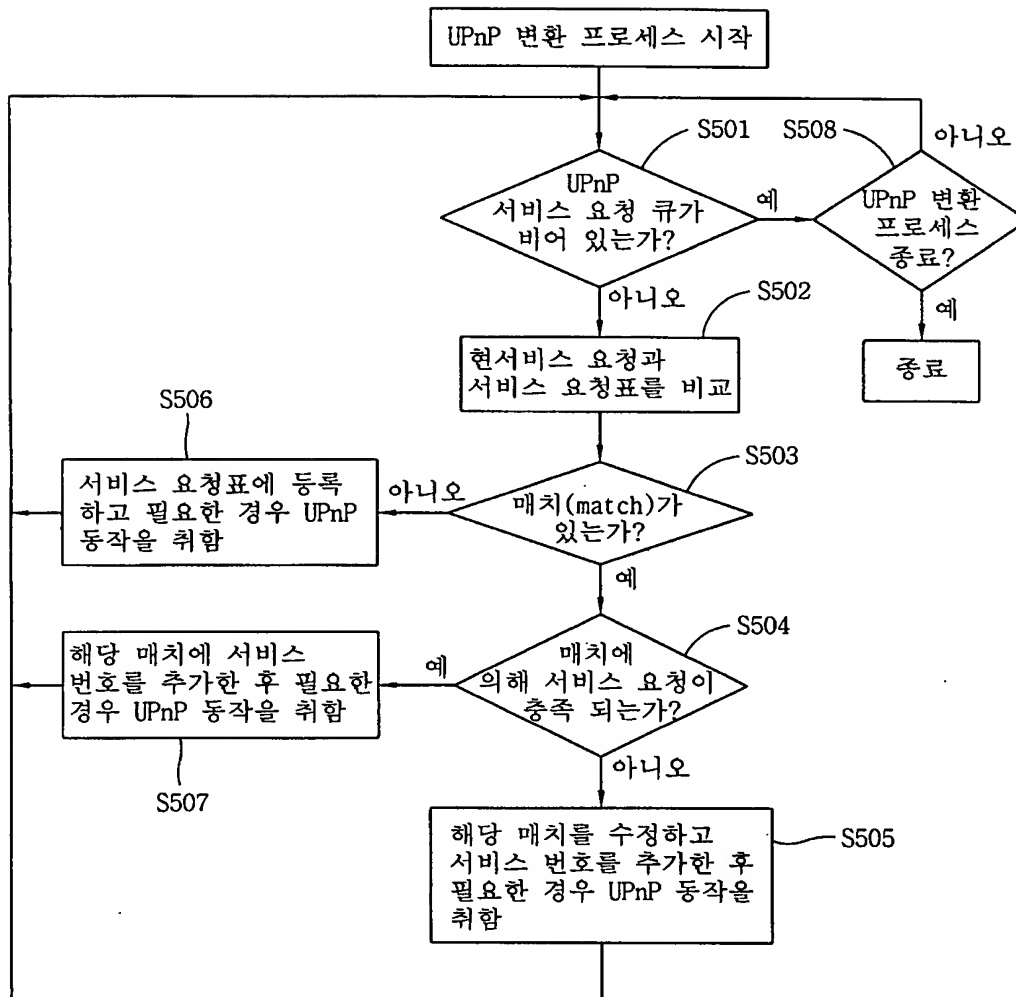 UPnP 변환 프로세스 시작
S501
S508
아니오
UPnP
서비스 요청 큐가
비어 있는가?
예
UPnP 변환
프로세스
종료?
아니오
S502
예
현서비스 요청과
서비스 요청표를 비교
종료
S506
S503
서비스 요청표에 등록
하고 필요한 경우 UPnP
동작을 취함
아니오
매치(match)가
있는가?
예
S504
해당 매치에 서비스
번호를 추가한 후 필요한
경우 UPnP 동작을 취함
예
매치에
의해 서비스 요청이
충족 되는가?
S507
아니오
해당 매치를 수정하고
서비스 번호를 추가한 후
필요한 경우 UPnP 동작을
취함
S505